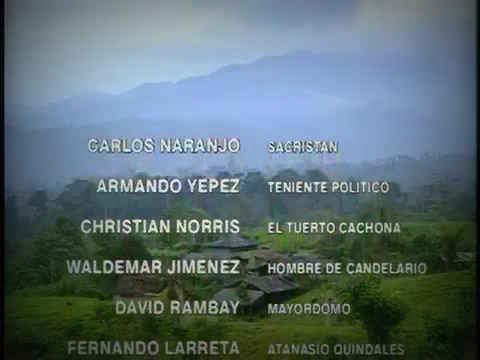 CARLOS NARANJO SACRISTAN
ARMANDO YEPEZ TENIENTE POLITICO
CHRISTIAN NORRIS EL TUERTO CACHONA
WALDEMAR JIMENEZ HOMBRE DE CANDELARIO
DAVID RAMBAY MAYORDOMO
FERNANDO LARRETA ATANASIO QUINDALES